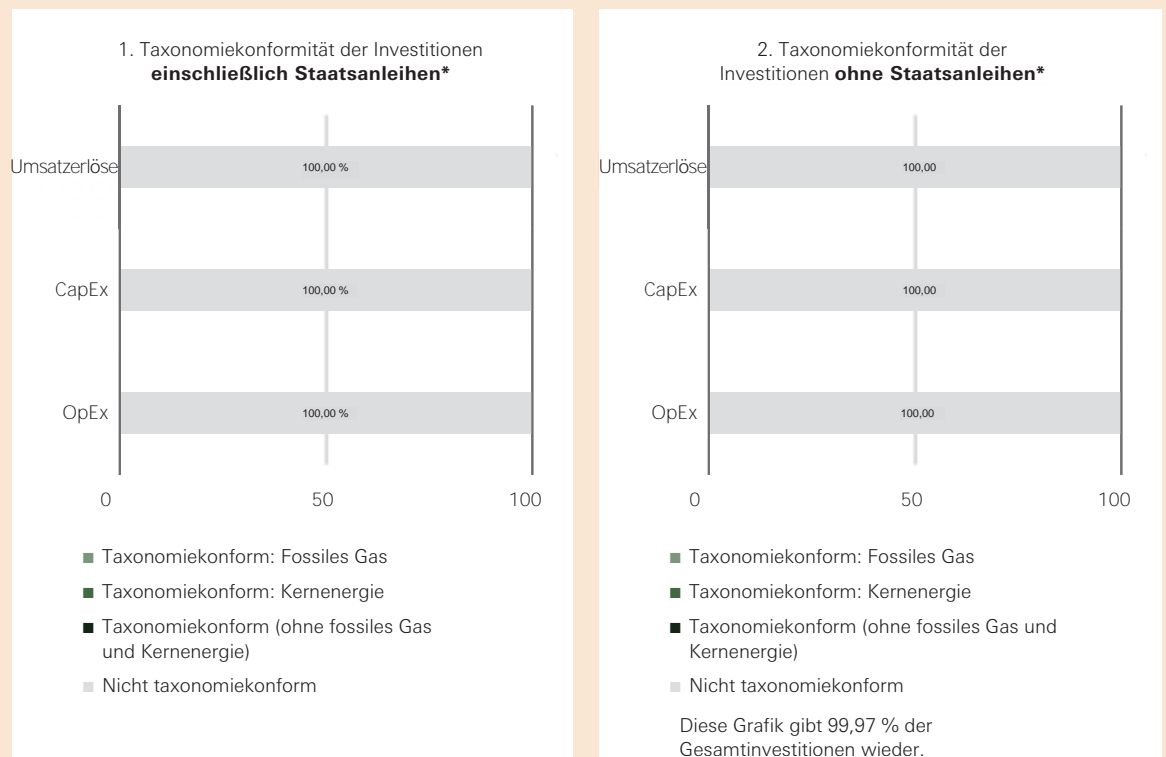 1. Taxonomiekonformität der Investitionen
einschließlich Staatsanleihen*
Umsatzerlöse
100,00 %
CapEx
100,00 %
OpEx
100,00 %
0 50 100
Taxonomiekonform: Fossiles Gas
Taxonomiekonform: Kernenergie
Taxonomiekonform (ohne fossiles Gas
und Kernenergie)
Nicht taxonomiekonform
2. Taxonomiekonformität der
Investitionen ohne Staatsanleihen*
Umsatzerlöse
100,00
CapEx
100,00
OpEx
100,00
0 50 100
Taxonomiekonform: Fossiles Gas
Taxonomiekonform: Kernenergie
Taxonomiekonform (ohne fossiles Gas und
Kernenergie)
Nicht taxonomiekonform
Diese Grafik gibt 99,97 % der
Gesamtinvestitionen wieder.